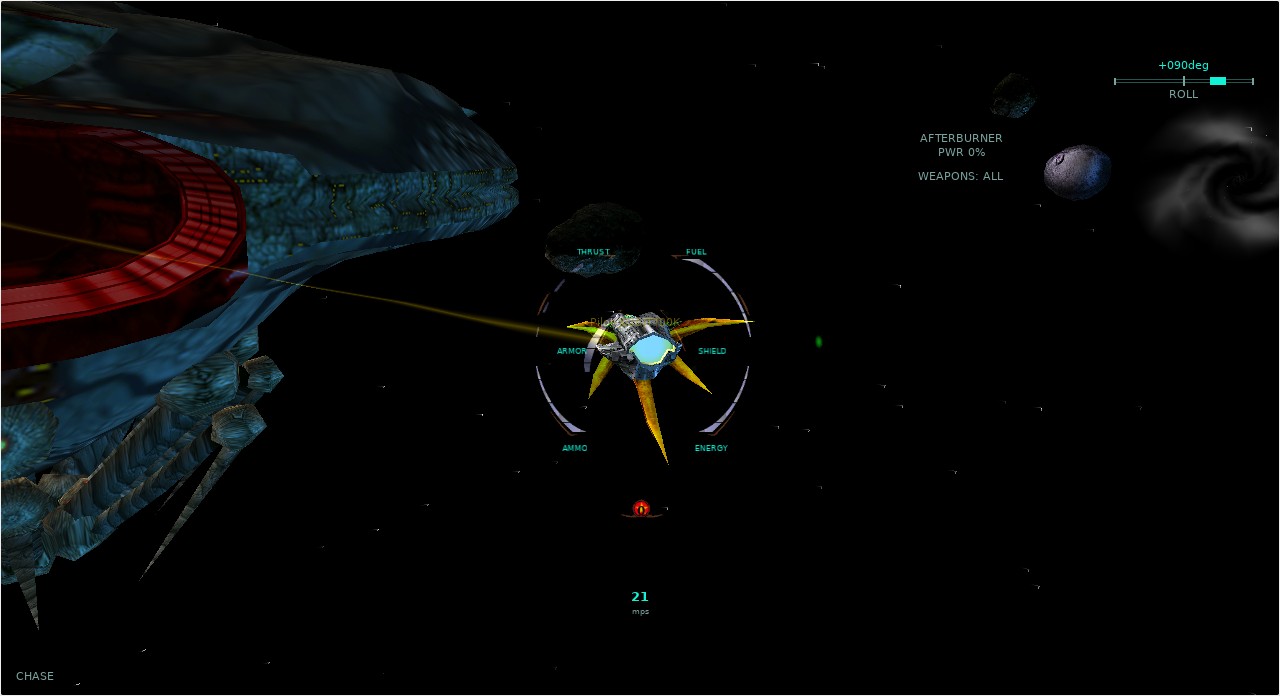 +090deg
ROLL
AFTERBURNER
PWR 0%
WEAPONS: ALL
THRUST
FUEL
ARMOR
SHIELD
AMMO
ENERGY
21
mps
CHASE